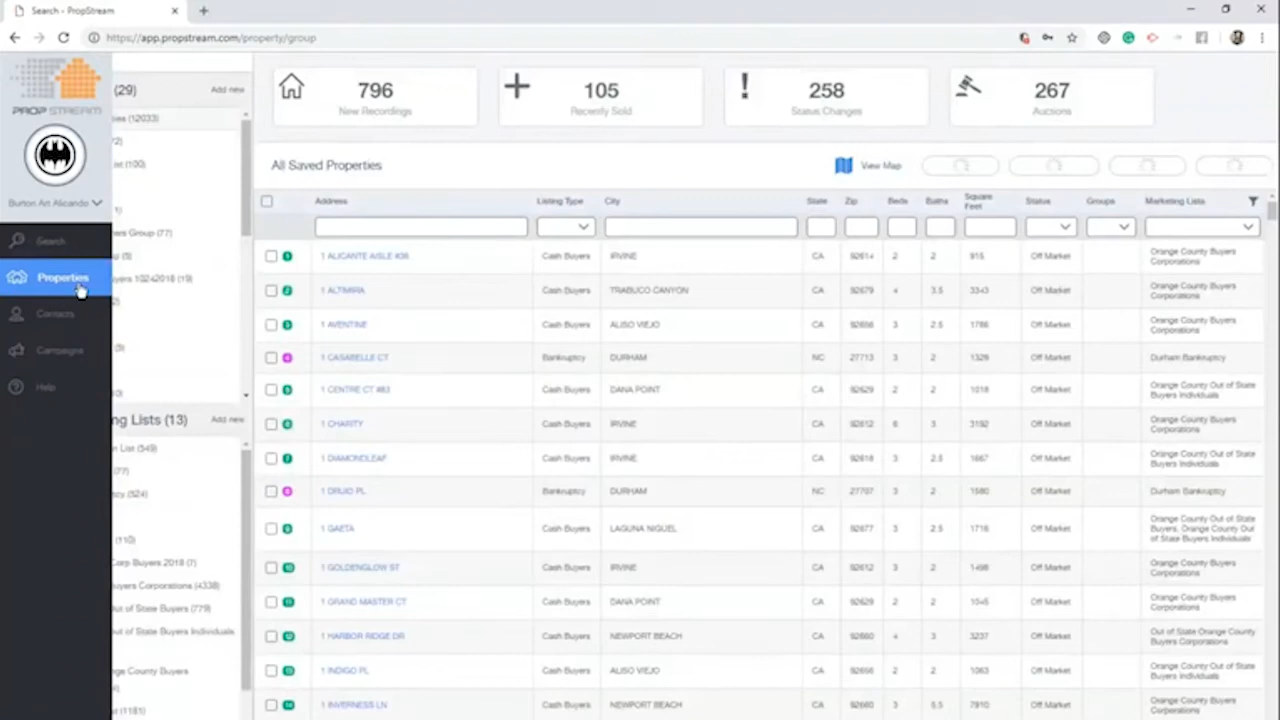 Search - PropStream
https://app.propstream.com/property/group
PROP STREAM
Burton Art Alicando
Search
Properties
Contacts
Campaigns
Help
(29) Add new
ies (12033)
ist (100)
ners Group (77)
uyers 10242018 (19)
ng Lists (13) Add new
n List (549)
(77)
cy (524)
(110)
Corp Buyers 2018 (7)
uyers Corporations (4338)
Out of State Buyers (779)
out of State Buyers Individuals
nge County Buyers
(1181)
796
New Recordings
105
Recently Sold
258
Status Changes
267
Auctions
All Saved Properties View Map
Address Listing Type City State Zip Beds Baths Square Feet Status Groups Marketing Lists
1 ALICANTE AISLE #36 Cash Buyers IRVINE CA 92614 2 2 915 Off Market Orange County Buyers Corporations
1 ALTIMIRA Cash Buyers TRABUCO CANYON CA 92679 4 3.5 3343 Off Market Orange County Buyers Corporations
1 AVENTINE Cash Buyers ALISO VIEJO CA 92656 3 2.5 1786 Off Market Orange County Buyers Corporations
1 CASABELLE CT Bankruptcy DURHAM NC 27713 3 2 1329 Off Market Durham Bankruptcy
1 CENTRE CT #83 Cash Buyers DANA POINT CA 92629 2 2 1018 Off Market Orange County Out of State Buyers Individuals
1 CHARITY Cash Buyers IRVINE CA 92612 6 3 3192 Off Market Orange County Buyers Corporations
1 DIAMONDLEAF Cash Buyers IRVINE CA 92618 3 2.5 1667 Off Market Orange County Out of State Buyers Individuals
1 DRUID PL Bankruptcy DURHAM NC 27707 3 2 1580 Off Market Durham Bankruptcy
1 GAETA Cash Buyers LAGUNA NIGUEL CA 92677 3 2.5 1716 Off Market Orange County Out of State Buyers, Orange County Out of State Buyers Individuals
1 GOLDENGLOW ST Cash Buyers IRVINE CA 92612 3 2 1498 Off Market Orange County Buyers Corporations
1 GRAND MASTER CT Cash Buyers DANA POINT CA 92629 2 2 1045 Off Market Orange County Buyers Corporations
1 HARBOR RIDGE DR Cash Buyers NEWPORT BEACH CA 92660 4 3 3237 Off Market Out of State Orange County Buyers Corporations
1 INDIGO PL Cash Buyers ALISO VIEJO CA 92656 2 2 1063 Off Market Orange County Out of State Buyers Individuals
1 INVERNESS LN Cash Buyers NEWPORT BEACH CA 92660 3 5.5 7910 Off Market Orange County Buyers Corporations